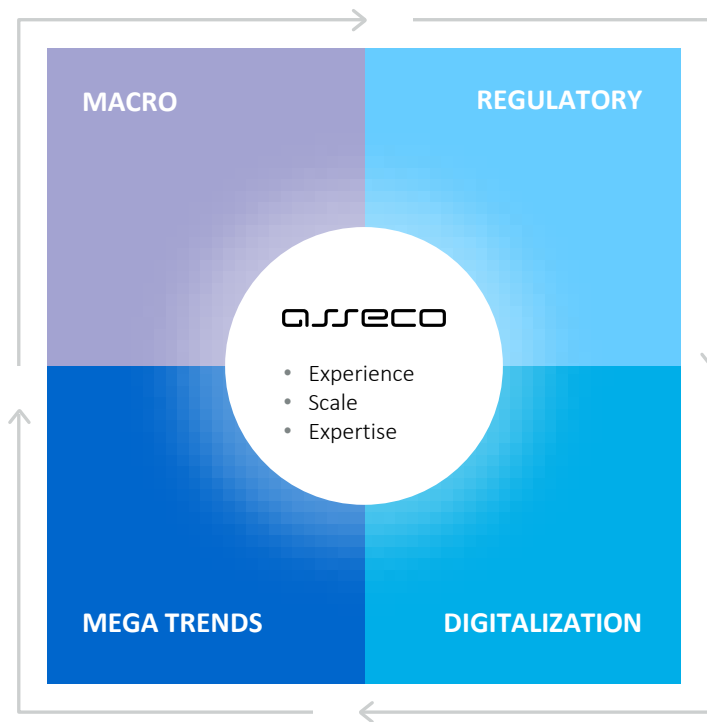 MACRO
REGULATORY
asseco
• Experience
• Scale
• Expertise
MEGA TRENDS
DIGITALIZATION